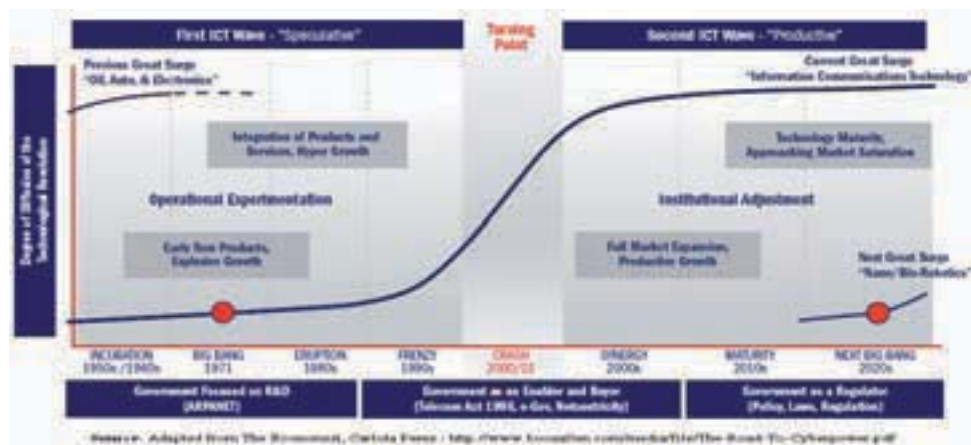 First ICT Wave - "Speculative"
Turning
Point
Second ICT Wave - "Productive"
Previous Great Surge
"Oil, Auto, & Electronics"
Current Great Surge
"Information Communications Technology"
Degree of Diffusion of the
Technological Revolution
Integration of Products and
Services, Hyper Growth
Technology Maturity,
Approaching Market Saturation
Operational Experimentation
Institutional Adjustment
Early New Products,
Explosive Growth
Full Market Expansion,
Productive Growth
Next Great Surge
"Nano/Bio-Robotics"
INCUBATION
1950s/1960s
BIG BANG
1971
ERUPTION
1980s
FRENZY
1990s
CRASH
SYNERGY
2000s
MATURITY
2010s
NEXT BIG BANG
2020s
Government Focused on R&D
(ARPANET)
Government as an Enabler and Buyer
(Telecom Act 1996, e-Gov,
Government as a Regulator
(Policy, Laws, Regulation)
Source: Adapted from The Economist, Carlota Perez -